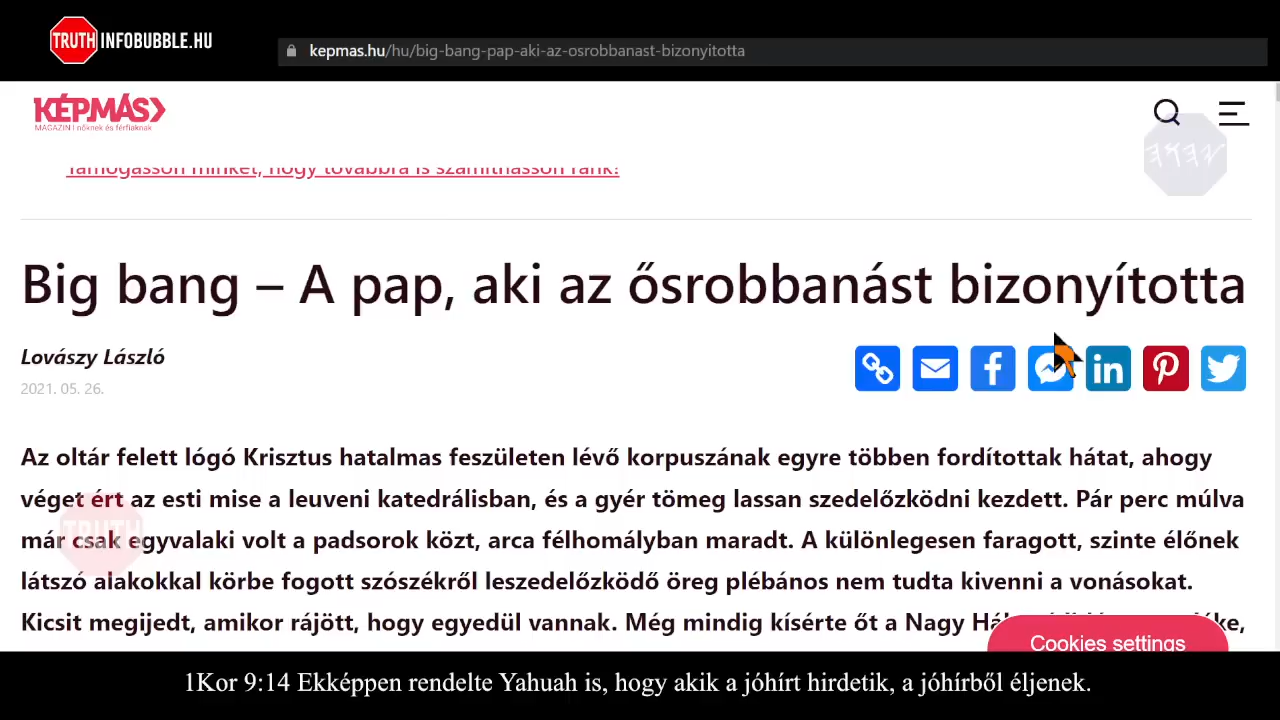 TRUTH INFOBUBBLE.HU
kepmas.hu/hu/big-bang-pap-aki-az-osrobbanast-bizonyitotta
KÉPMÁS
MAGAZIN | nőknek és férfiaknak
Támogasson minket, hogy továbbra is számíthasson ránk!
Big bang – A pap, aki az ősrobbanást bizonyította
Lovászy László
2021. 05. 26.
Az oltár felett lógó Krisztus hatalmas feszületen lévő korpuszának egyre többen fordítottak hátat, ahogy
véget ért az esti mise a leuveni katedrálisban, és a gyér tömeg lassan szedelőzködni kezdett. Pár perc múlva
már csak egyvalaki volt a padsorok közt, arca félhomályban maradt. A különlegesen faragott, szinte élőnek
látszó alakokkal körbe fogott szószékről leszedelőzködő öreg plébános nem tudta kivenni a vonásokat.
Kicsit megijedt, amikor rájött, hogy egyedül vannak. Még mindig kísérte őt a Nagy
TRUTH
Cookies settings
1Kor 9:14 Ekképpen rendelte Yahuah is, hogy akik a jóhírt hirdetik, a jóhírből éljenek.